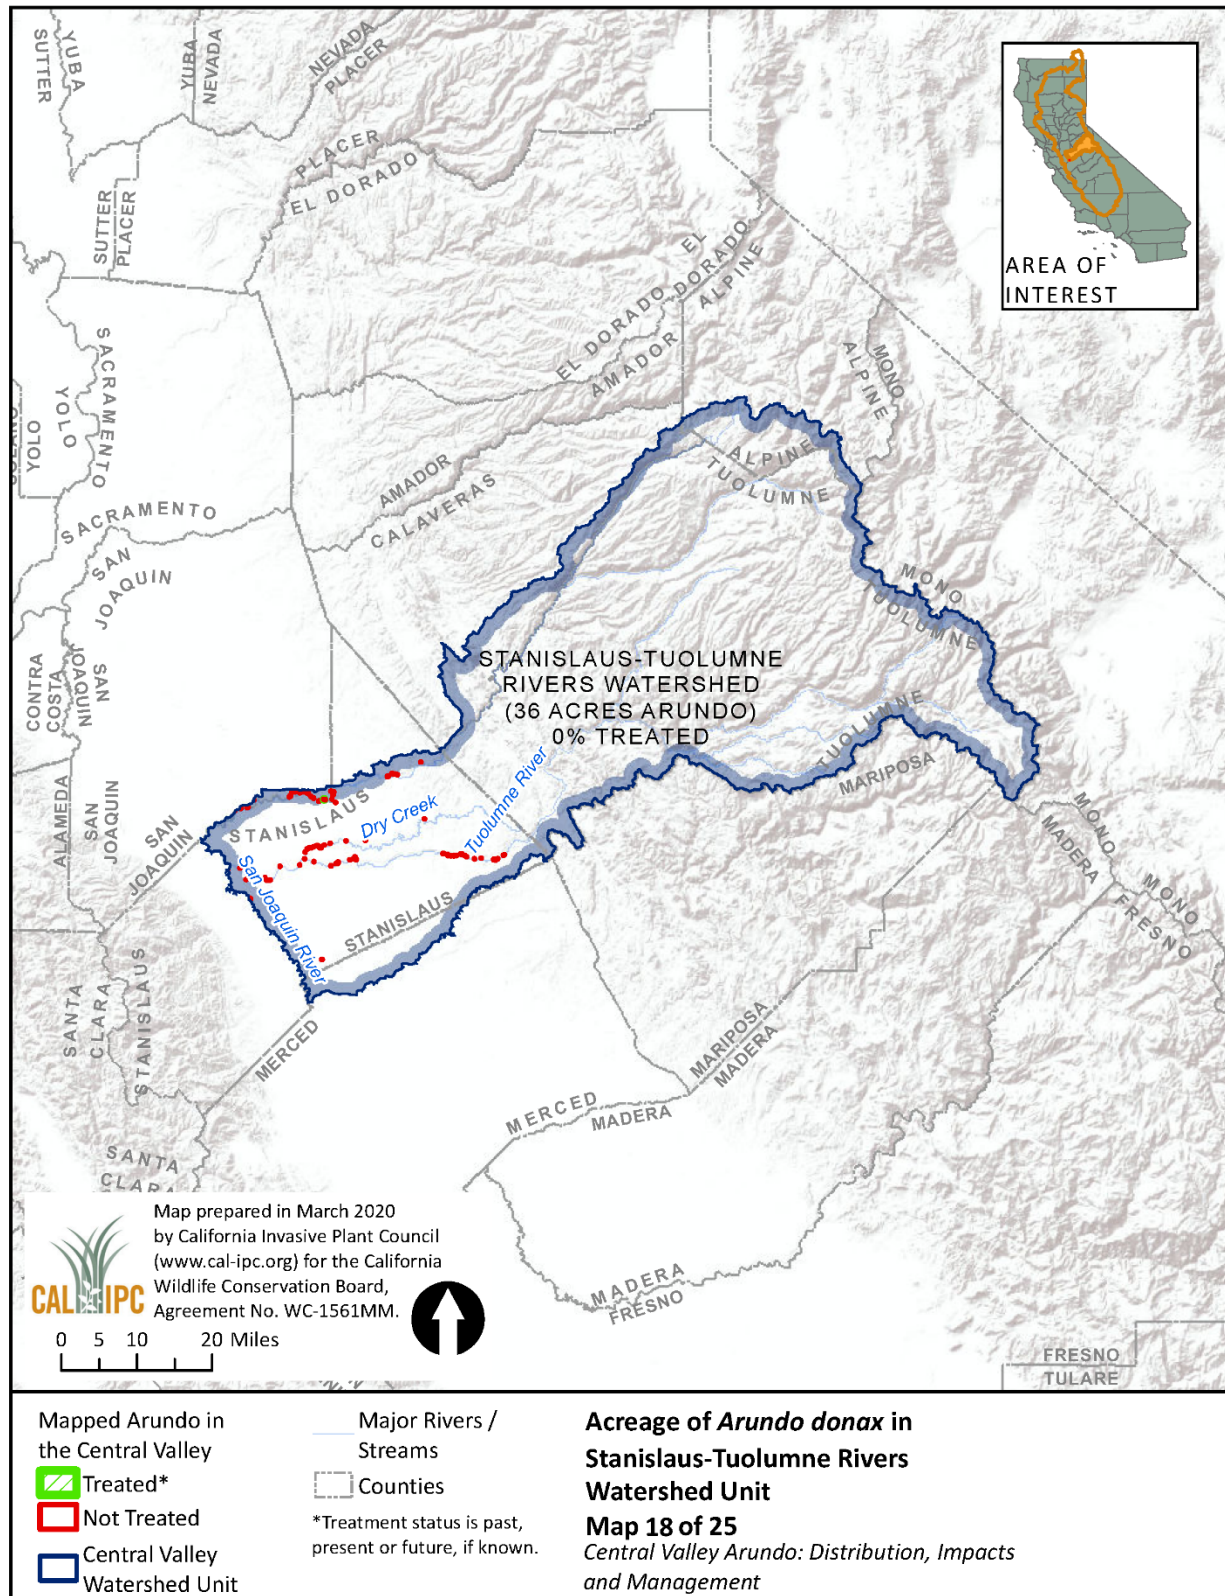 YUBA
SUTTER
YUBA
NEVADA
NEVADA
PLACER
SUTTER
PLACER
PLACER
EL DORADO
EL DORADO
ALPINE
EL DORADO
AMADOR
MONO
ALPINE
AREA OF
INTEREST
SACRAMENTO
YOLO
YOLO
SACRAMENTO
SAN
JOAQUIN
AMADOR
CALAVERAS
ALPINE
TUOLUMNE
MONO
TUOLUMNE
CONTRA
COSTA
SAN
JOAQUIN
STANISLAUS-TUOLUMNE
RIVERS WATERSHED
(36 ACRES ARUNDO)
0% TREATED
TUOLUMNE
MARIPOSA
ALAMEDA
SAN
JOAQUIN
SAN
JOAQUIN
STANISLAUS
Dry Creek
Tuolumne River
San Joaquin River
STANISLAUS
MERCED
MONO
MADERA
MONO
FRESNO
SANTA
CLARA
STANISLAUS
MARIPOSA
MADERA
MERCED
MADERA
SANTA
CLARA
MADERA
FRESNO
FRESNO
TULARE
CAL-IPC
Map prepared in March 2020
by California Invasive Plant Council
(www.cal-ipc.org) for the California
Wildlife Conservation Board,
Agreement No. WC-1561MM.
0 5 10 20 Miles
Mapped Arundo in
the Central Valley
Treated*
Not Treated
Central Valley
Watershed Unit
Major Rivers /
Streams
Counties
*Treatment status is past,
present or future, if known.
Acreage of Arundo donax in
Stanislaus-Tuolumne Rivers
Watershed Unit
Map 18 of 25
Central Valley Arundo: Distribution, Impacts
and Management